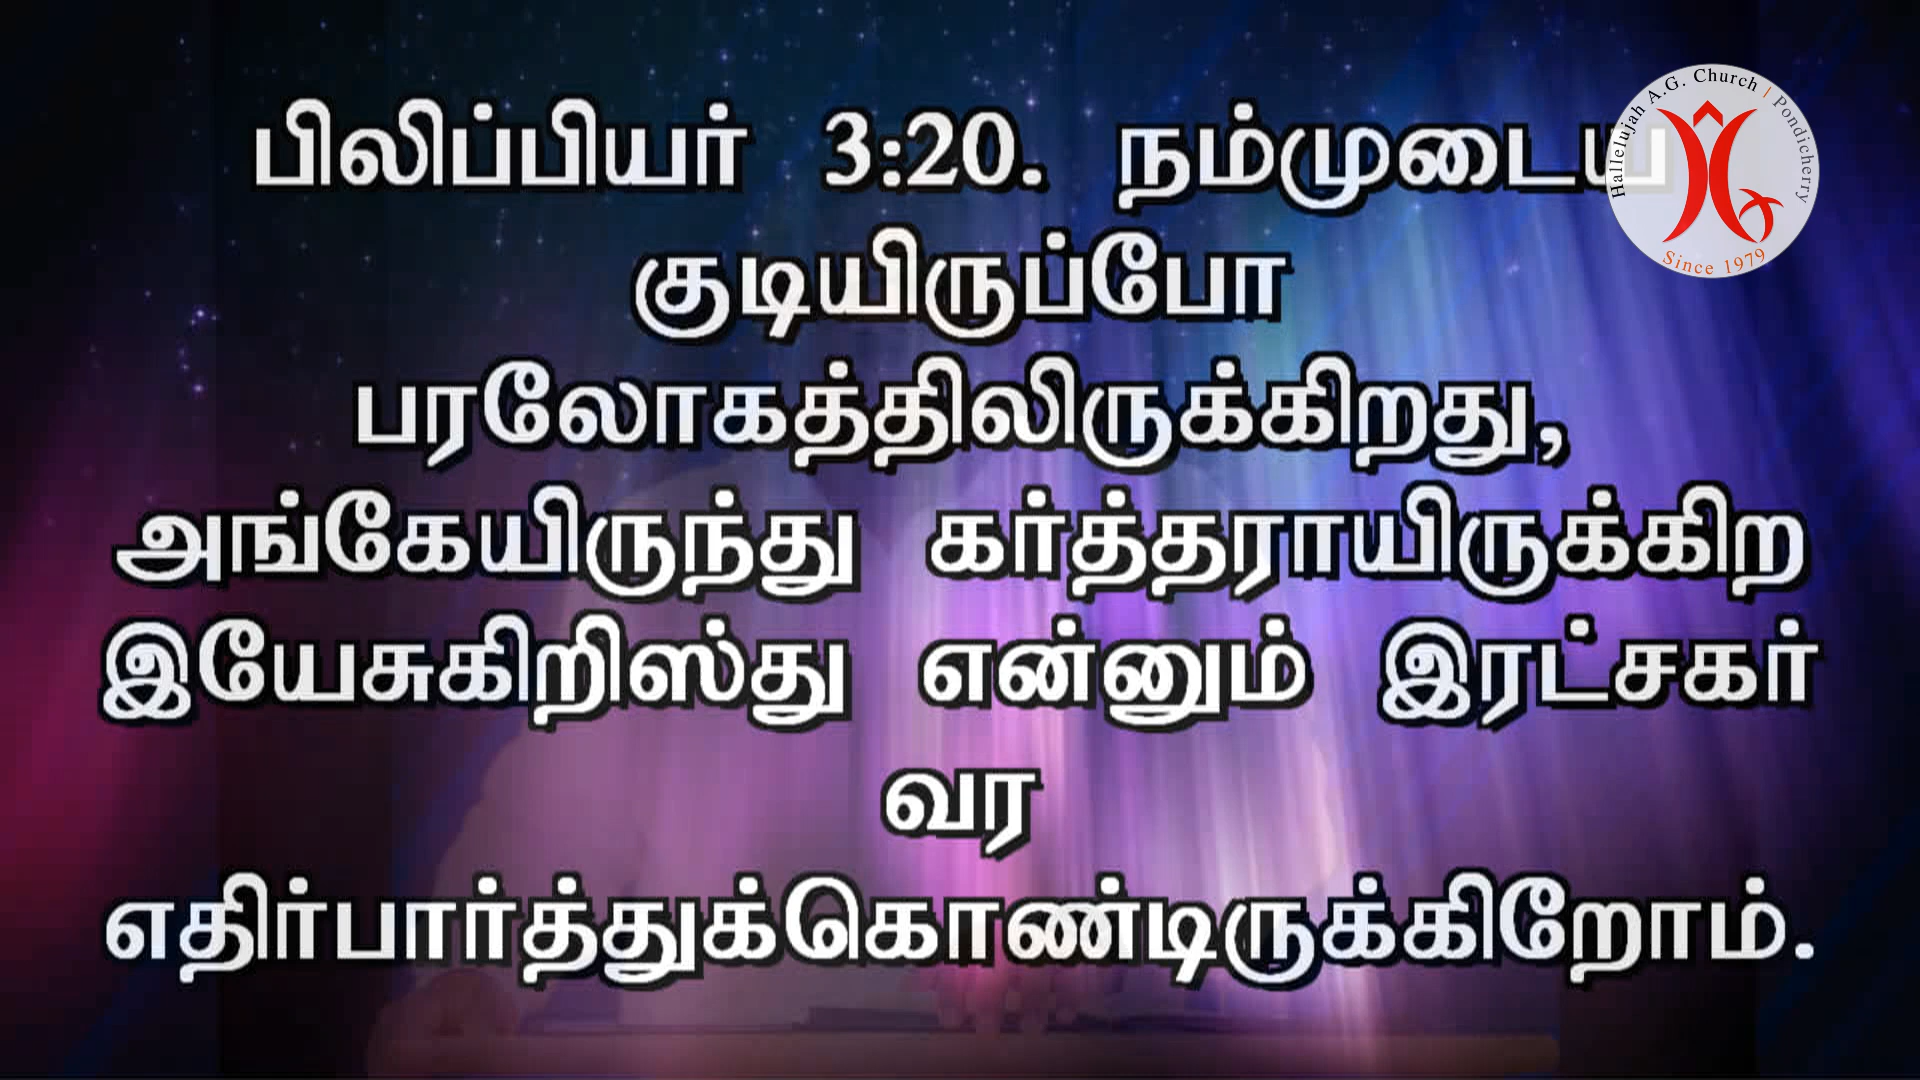 பிலிப்பியர் 3:20. நம்முடைய
குடியிருப்போ
பரலோகத்திலிருக்கிறது,
அங்கேயிருந்து கர்த்தராயிருக்கிற
இயேசுகிறிஸ்து என்னும் இரட்சகர்
வர
எதிர்பார்த்துக்கொண்டிருக்கிறோம்.
Hallelujah A.G. Church | Pondicherry
Since 1979